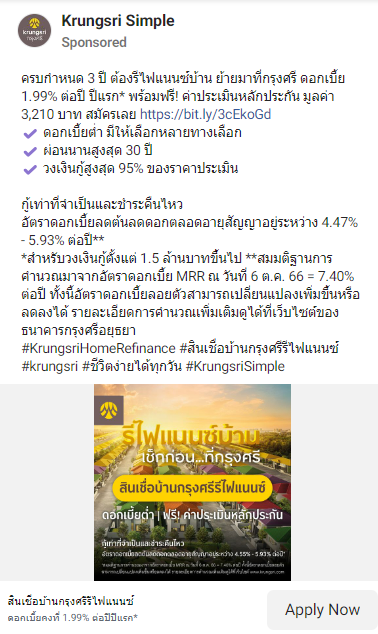 Krungsri Simple
Sponsored
krungsri
กรุงศรี
ครบกำหนด 3 ปี ต้องรีไฟแนนซ์บ้าน ย้ายมาที่กรุงศรี ดอกเบี้ย
1.99% ต่อปี ปีแรก* พร้อมฟรี! ค่าประเมินหลักประกัน มูลค่า
3,210 บาท สมัครเลย https://bit.ly/3cEkoGd
ดอกเบี้ยต่ำ มีให้เลือกหลายทางเลือก
ผ่อนนานสูงสุด 30 ปี
วงเงินกู้สูงสุด 95% ของราคาประเมิน
กู้เท่าที่จำเป็นและชำระคืนไหว
อัตราดอกเบี้ยลดต้นลดดอกตลอดอายุสัญญาอยู่ระหว่าง 4.47%
- 5.93% ต่อปี**
*สำหรับวงเงินกู้ตั้งแต่ 1.5 ล้านบาทขึ้นไป **สมมติฐานการ
คำนวณมาจากอัตราดอกเบี้ย MRR ณ วันที่ 6 ต.ค. 66 = 7.40%
ต่อปี ทั้งนี้อัตราดอกเบี้ยลอยตัวสามารถเปลี่ยนแปลงเพิ่มขึ้นหรือ
ลดลงได้ รายละเอียดการคำนวณเพิ่มเติมดูได้ที่เว็บไซต์ของ
ธนาคารกรุงศรีอยุธยา
#KrungsriHomeRefinance #สินเชื่อบ้านกรุงศรีรีไฟแนนซ์
#krungsri #ชีวิตง่ายได้ทุกวัน #KrungsriSimple
รีไฟแนนซ์บ้าน
เช็กก่อน...ที่กรุงศรี
สินเชื่อบ้านกรุงศรีรีไฟแนนซ์
ดอกเบี้ยต่ำ | ฟรี! ค่าประเมินหลักประกัน
กู้เท่าที่จำเป็นและชำระคืนไหว
อัตราดอกเบี้ยลดต้นลดดอกตลอดอายุสัญญาอยู่ระหว่าง 4.55% - 5.93% ต่อปี*
สินเชื่อบ้านกรุงศรีรีไฟแนนซ์
ดอกเบี้ยคงที่ 1.99% ต่อปีปีแรก*
Apply Now